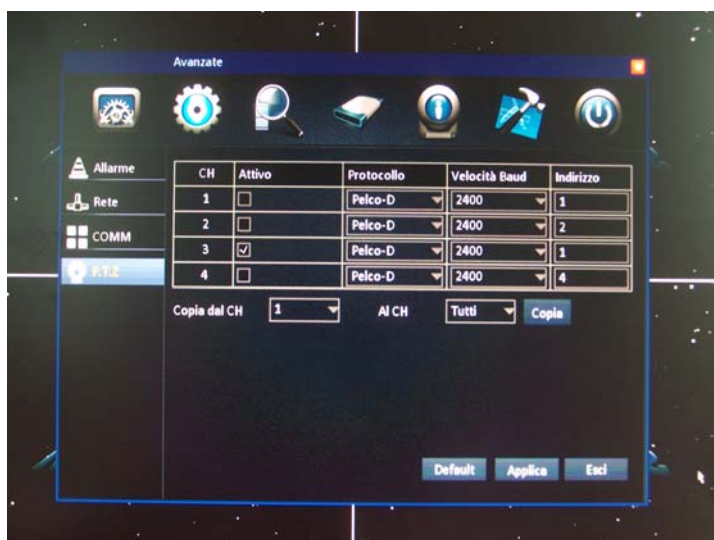 Avanzate
Allarme
Rete
COMM
P.T.Z
CH Attivo Protocollo Velocità Baud Indirizzo
1 Pelco-D 2400 1
2 Pelco-D 2400 2
3 Pelco-D 2400 1
4 Pelco-D 2400 4
Copia dal CH 1 Al CH Tutti Copia
Default Applica Esci